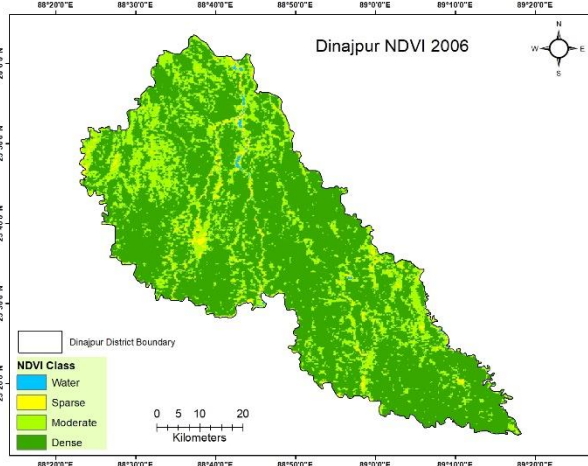 88°20'0"E 88°30'0"E 88°40'0"E 88°50'0"E 89°0'0"E 89°10'0"E 89°20'0"E
Dinajpur NDVI 2006
N
W E
S
Dinajpur District Boundary
NDVI Class
Water
Sparse
Moderate
Dense
0 5 10 20
Kilometers
88°20'0"E 88°30'0"E 88°40'0"E 88°50'0"E 89°0'0"E 89°10'0"E 89°20'0"E